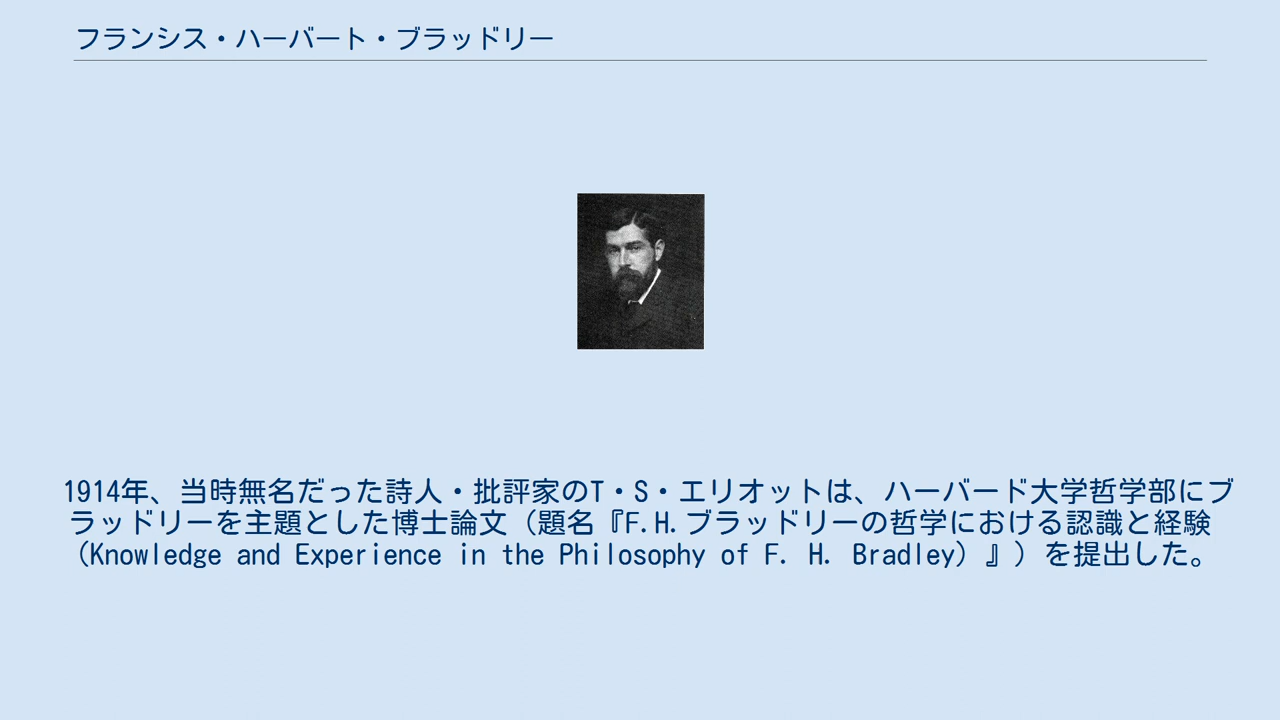 フランシス・ハーバート・ブラッドリー
1914年、当時無名だった詩人・批評家のT・S・エリオットは、ハーバード大学哲学部にブ
ラッドリーを主題とした博士論文（題名『F.H.ブラッドリーの哲学における認識と経験
（Knowledge and Experience in the Philosophy of F. H. Bradley）』）を提出した。